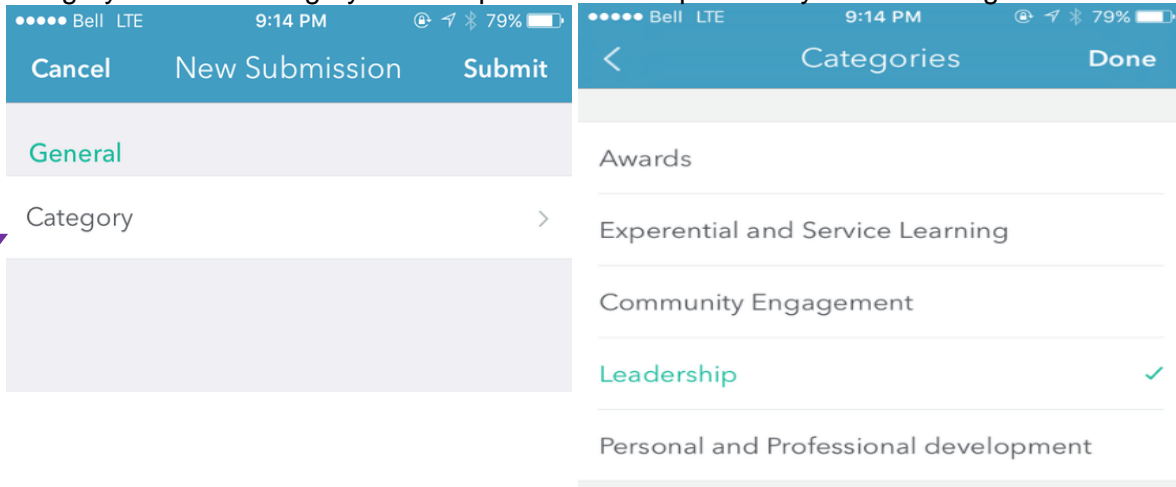 Bell LTE 9:14 PM 79%
Cancel New Submission Submit
General
Category
Bell LTE 9:14 PM 79%
Categories Done
Awards
Experential and Service Learning
Community Engagement
Leadership
Personal and Professional development